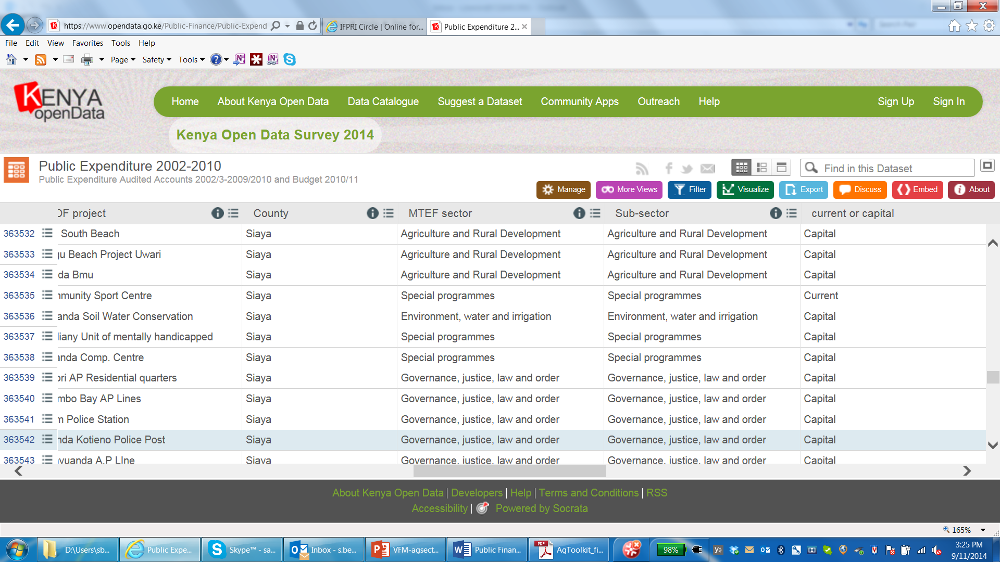 https://www.opendata.go.ke/Public-Finance/Public-Expend
IFPRI Circle | Online for...
Public Expenditure 2...
File Edit View Favorites Tools Help
Page Safety Tools
KENYA
openData
Home About Kenya Open Data Data Catalogue Suggest a Dataset Community Apps Outreach Help Sign Up Sign In
Kenya Open Data Survey 2014
Public Expenditure 2002-2010
Public Expenditure Audited Accounts 2002/3-2009/2010 and Budget 2010/11
Find in this Dataset
Manage More Views Filter Visualize Export Discuss Embed About
DF project County MTEF sector Sub-sector current or capital
363532 South Beach Siaya Agriculture and Rural Development Agriculture and Rural Development Capital
363533 gu Beach Project Uwari Siaya Agriculture and Rural Development Agriculture and Rural Development Capital
363534 da Bmu Siaya Agriculture and Rural Development Agriculture and Rural Development Capital
363535 nmunity Sport Centre Siaya Special programmes Special programmes Current
363536 anda Soil Water Conservation Siaya Environment, water and irrigation Environment, water and irrigation Capital
363537 liany Unit of mentally handicapped Siaya Special programmes Special programmes Capital
363538 anda Comp. Centre Siaya Special programmes Special programmes Capital
363539 ori AP Residential quarters Siaya Governance, justice, law and order Governance, justice, law and order Capital
363540 mbo Bay AP Lines Siaya Governance, justice, law and order Governance, justice, law and order Capital
363541 m Police Station Siaya Governance, justice, law and order Governance, justice, law and order Capital
363542 nda Kotieno Police Post Siaya Governance, justice, law and order Governance, justice, law and order Capital
363543 yuanda A.P LIne Siaya Governance, justice, law and order Governance, justice, law and order Capital
About Kenya Open Data | Developers | Help | Terms and Conditions | RSS
Accessibility | Powered by Socrata
165%
D:\Users\sb... Public Expe... Skype™ - sa... Inbox - s.be... VFM-agsect... Public Finan... AgToolkit_fi... 98%
3:25 PM
9/11/2014